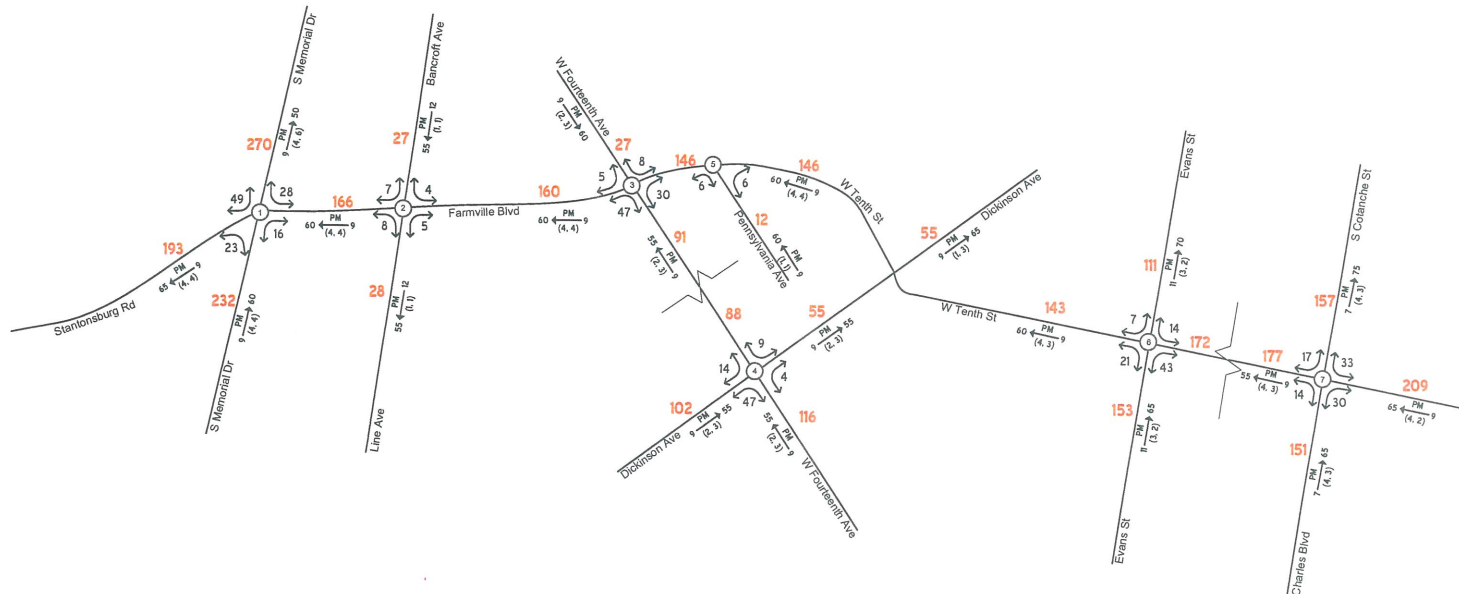 S Memorial Dr
270
9 PM 50
(4, 6)
49
28
1
23
16
193
65 PM 9
(4, 4)
Stantonsburg Rd
232
9 PM 60
(4, 4)
S Memorial Dr
166
60 PM 9
(4, 4)
Bancroft Ave
27
55 PM 12
(1, 1)
7
4
2
8
5
28
55 PM 12
(1, 1)
Line Ave
Farmville Blvd
160
60 PM 9
(4, 4)
W Fourteenth Ave
9 PM 60
(2, 3)
27
5
8
3
47
30
146
5
6
6
146
60 PM 9
(4, 4)
W Tenth St
12
60 PM 9
(1,1)
Pennsylvania Ave
91
55 PM 9
(2, 3)
88
9
14
4
4
47
102
9 PM 55
(2, 3)
Dickinson Ave
116
55 PM 9
(2, 3)
W Fourteenth Ave
55
9 PM 55
(2, 3)
55
9 PM 65
(1, 3)
Dickinson Ave
W Tenth St
143
60 PM 9
(4, 3)
Evans St
111
11 PM 70
(3, 2)
7
14
6
21
43
153
11 PM 65
(3, 2)
Evans St
172
177
55 PM 9
(4, 3)
S Cotanche St
157
7 PM 75
(4, 3)
17
33
7
14
30
209
65 PM 9
(4, 2)
151
7 PM 65
(4, 3)
Charles Blvd